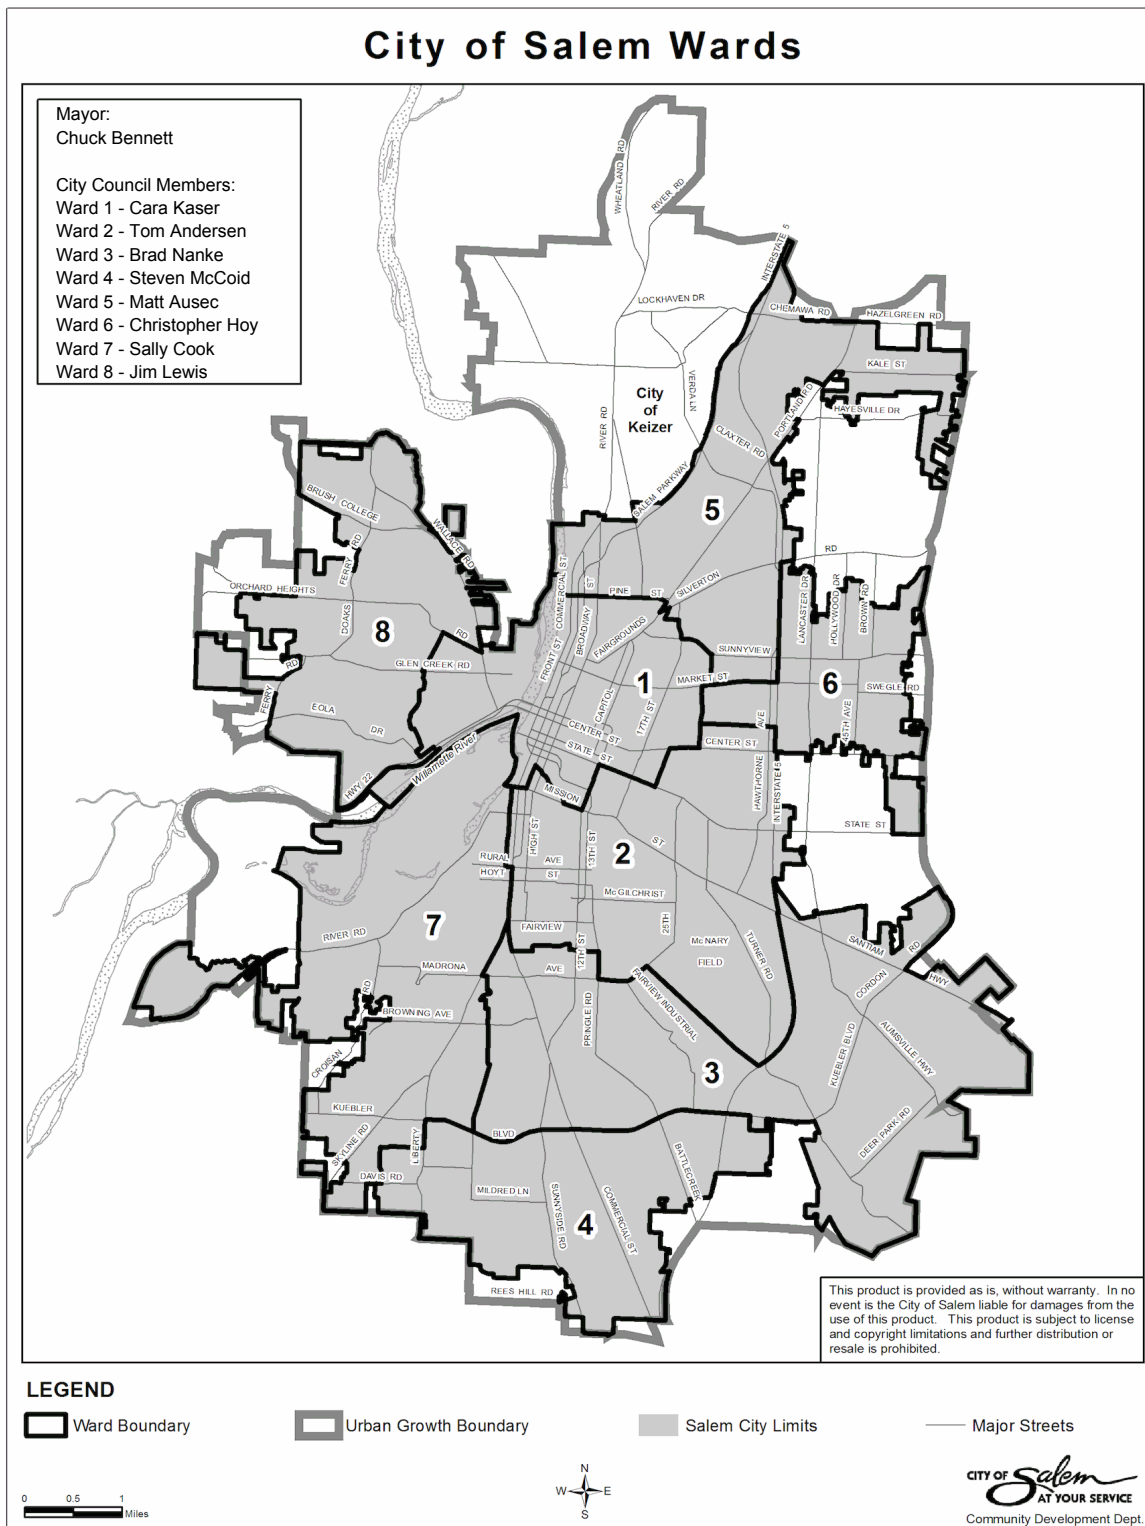 City of Salem Wards
Mayor:
Chuck Bennett
City Council Members:
Ward 1 - Cara Kaser
Ward 2 - Tom Andersen
Ward 3 - Brad Nanke
Ward 4 - Steven McCoid
Ward 5 - Matt Ausec
Ward 6 - Christopher Hoy
Ward 7 - Sally Cook
Ward 8 - Jim Lewis
WHEATLAND RD
RIVER RD
INTERSTATE 5
LOCKHAVEN DR
CHEMAWA RD
HAZELGREEN RD
KALE ST
VERDA LN
City
of
Keizer
PORTLAND RD
HAYESVILLE DR
RIVER RD
CLAXTER RD
SALEM PARKWAY
5
BRUSH COLLEGE
RD
WALLACE RD
RD
FERRY
ORCHARD HEIGHTS
DOAKS
8
RD
GLEN CREEK RD
RD
FERRY
EOLA
DR
HWY 22
Willamette River
COMMERCIAL ST
ST
BROADWAY
FRONT ST
PINE ST
SILVERTON
FAIRGROUNDS
LANCASTER DR
HOLLYWOOD DR
BROWN RD
SUNNYVIEW
1
MARKET ST
6
SWEGLE RD
CAPITOL
17TH ST
45TH AVE
CENTER ST
STATE ST
CENTER ST
AVE
HAWTHORNE
INTERSTATE 5
MISSION
ST
STATE ST
HIGH ST
13TH ST
2
RURAL AVE
HOYT ST
McGILCHRIST
25TH
7
FAIRVIEW
12TH ST
McNARY
FIELD
TURNER RD
SANTIAM
HWY
RD
CORDON
RIVER RD
MADRONA AVE
RD
BROWNING AVE
CROISAN
PRINGLE RD
FAIRVIEW INDUSTRIAL
3
KUEBLER BLVD
AUMSVILLE HWY
DEER PARK RD
KUEBLER
BLVD
SKYLINE RD
LIBERTY
DAVIS RD
MILDRED LN
SUNNYSIDE RD
4
COMMERCIAL ST
BATTLECREEK
REES HILL RD
This product is provided as is, without warranty. In no
event is the City of Salem liable for damages from the
use of this product. This product is subject to license
and copyright limitations and further distribution or
resale is prohibited.
LEGEND
Ward Boundary
Urban Growth Boundary
Salem City Limits
Major Streets
N
W E
S
0 0.5 1
Miles
CITY OF Salem
AT YOUR SERVICE
Community Development Dept.